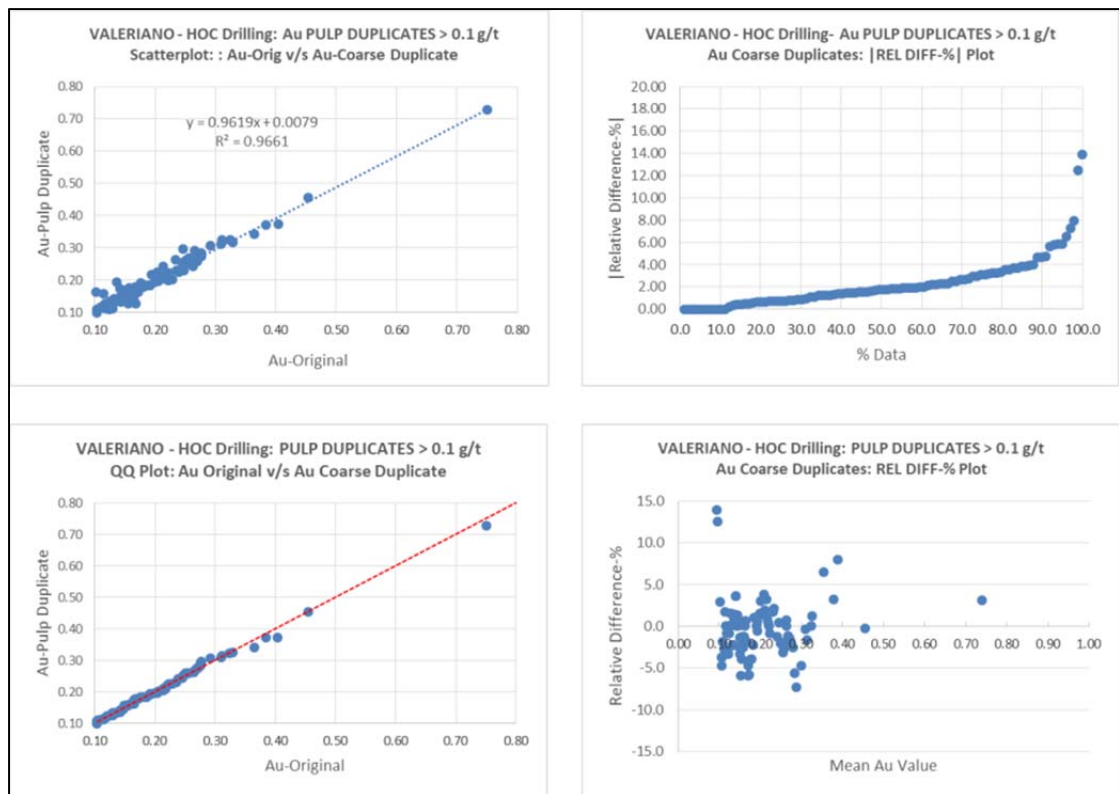 VALERIANO - HOC Drilling: Au PULP DUPLICATES > 0.1 g/t
Scatterplot: : Au-Orig v/s Au-Coarse Duplicate
Au-Pulp Duplicate
0.80
0.70
0.60
0.50
0.40
0.30
0.20
0.10
y = 0.9619x + 0.0079
R² = 0.9661
0.10 0.20 0.30 0.40 0.50 0.60 0.70 0.80
Au-Original
VALERIANO - HOC Drilling- Au PULP DUPLICATES > 0.1 g/t
Au Coarse Duplicates: |REL DIFF-%| Plot
|Relative Difference-%|
20.00
18.00
16.00
14.00
12.00
10.00
8.00
6.00
4.00
2.00
0.00
0.0 10.0 20.0 30.0 40.0 50.0 60.0 70.0 80.0 90.0 100.0
% Data
VALERIANO - HOC Drilling: PULP DUPLICATES > 0.1 g/t
QQ Plot: Au Original v/s Au Coarse Duplicate
Au-Pulp Duplicate
0.80
0.70
0.60
0.50
0.40
0.30
0.20
0.10
0.10 0.20 0.30 0.40 0.50 0.60 0.70 0.80
Au-Original
VALERIANO - HOC Drilling: PULP DUPLICATES > 0.1 g/t
Au Coarse Duplicates: REL DIFF-% Plot
Relative Difference-%
15.0
10.0
5.0
0.0
-5.0
-10.0
-15.0
0.00 0.10 0.20 0.30 0.40 0.50 0.60 0.70 0.80 0.90 1.00
Mean Au Value